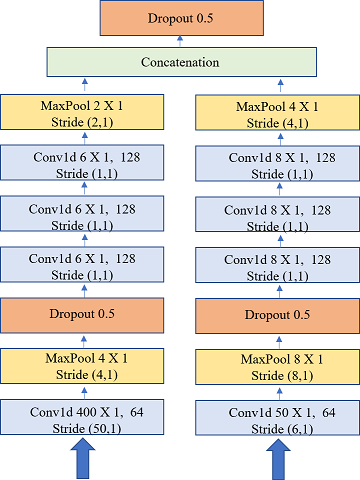 Dropout 0.5
Concatenation
MaxPool 2 X 1
Stride (2,1)
Conv1d 6 X 1, 128
Stride (1,1)
Conv1d 6 X 1, 128
Stride (1,1)
Conv1d 6 X 1, 128
Stride (1,1)
Dropout 0.5
MaxPool 4 X 1
Stride (4,1)
Conv1d 400 X 1, 64
Stride (50,1)
MaxPool 4 X 1
Stride (4,1)
Conv1d 8 X 1, 128
Stride (1,1)
Conv1d 8 X 1, 128
Stride (1,1)
Conv1d 8 X 1, 128
Stride (1,1)
Dropout 0.5
MaxPool 8 X 1
Stride (8,1)
Conv1d 50 X 1, 64
Stride (6,1)